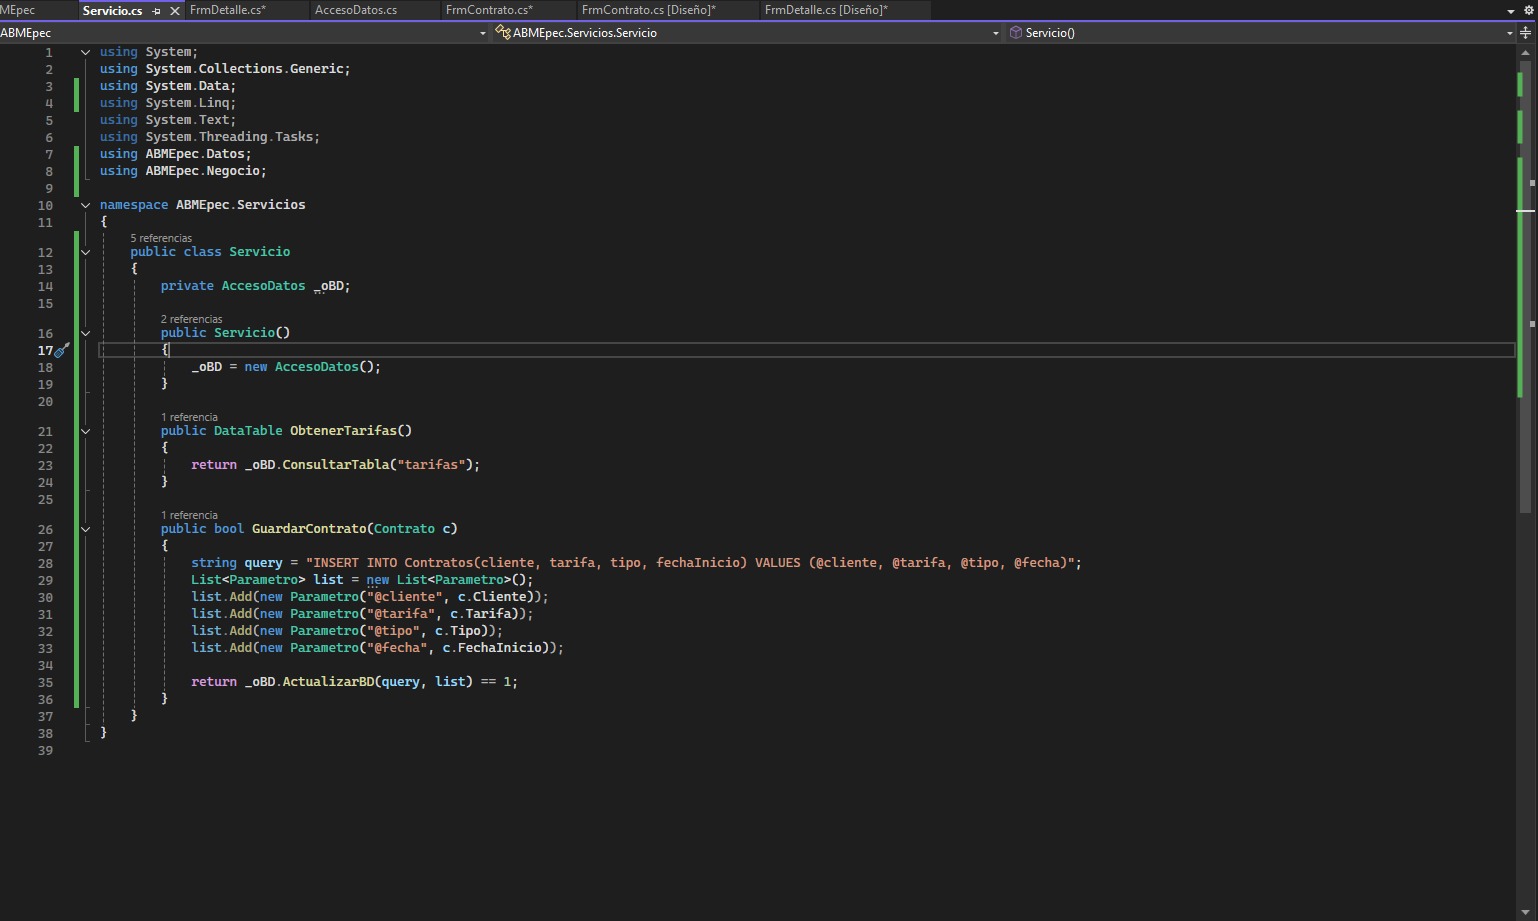 MEpec Servicio.cs FrmDetalle.cs* AccesoDatos.cs FrmContrato.cs* FrmContrato.cs [Diseño]* FrmDetalle.cs [Diseño]*
ABMEpec ABMEpec.Servicios.Servicio Servicio()
1 using System;
2 using System.Collections.Generic;
3 using System.Data;
4 using System.Linq;
5 using System.Text;
6 using System.Threading.Tasks;
7 using ABMEpec.Datos;
8 using ABMEpec.Negocio;
9
10 namespace ABMEpec.Servicios
11 {
5 referencias
12 public class Servicio
13 {
14 private AccesoDatos _oBD;
15
2 referencias
16 public Servicio()
17 {
18 _oBD = new AccesoDatos();
19 }
20
1 referencia
21 public DataTable ObtenerTarifas()
22 {
23 return _oBD.ConsultarTabla("tarifas");
24 }
25
1 referencia
26 public bool GuardarContrato(Contrato c)
27 {
28 string query = "INSERT INTO Contratos(cliente, tarifa, tipo, fechaInicio) VALUES (@cliente, @tarifa, @tipo, @fecha)";
29 List<Parametro> list = new List<Parametro>();
30 list.Add(new Parametro("@cliente", c.Cliente));
31 list.Add(new Parametro("@tarifa", c.Tarifa));
32 list.Add(new Parametro("@tipo", c.Tipo));
33 list.Add(new Parametro("@fecha", c.FechaInicio));
34
35 return _oBD.ActualizarBD(query, list) == 1;
36 }
37 }
38 }
39